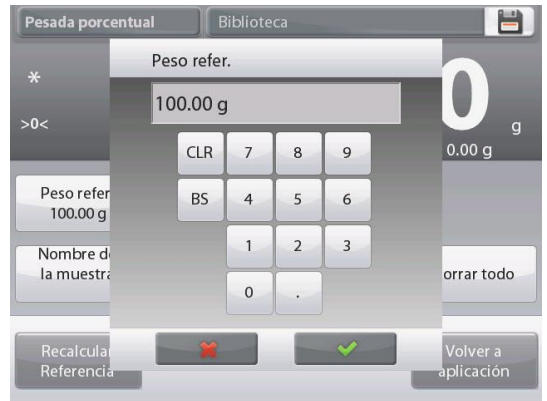 Pesada porcentual
Biblioteca
Peso refer.
*
100.00 g
>0<
0
g
0.00 g
CLR 7 8 9
BS 4 5 6
1 2 3
0 .
Peso refer
100.00 g
Nombre d
la muestra
orrar todo
Recalcula
Referencia
Volver a
aplicación